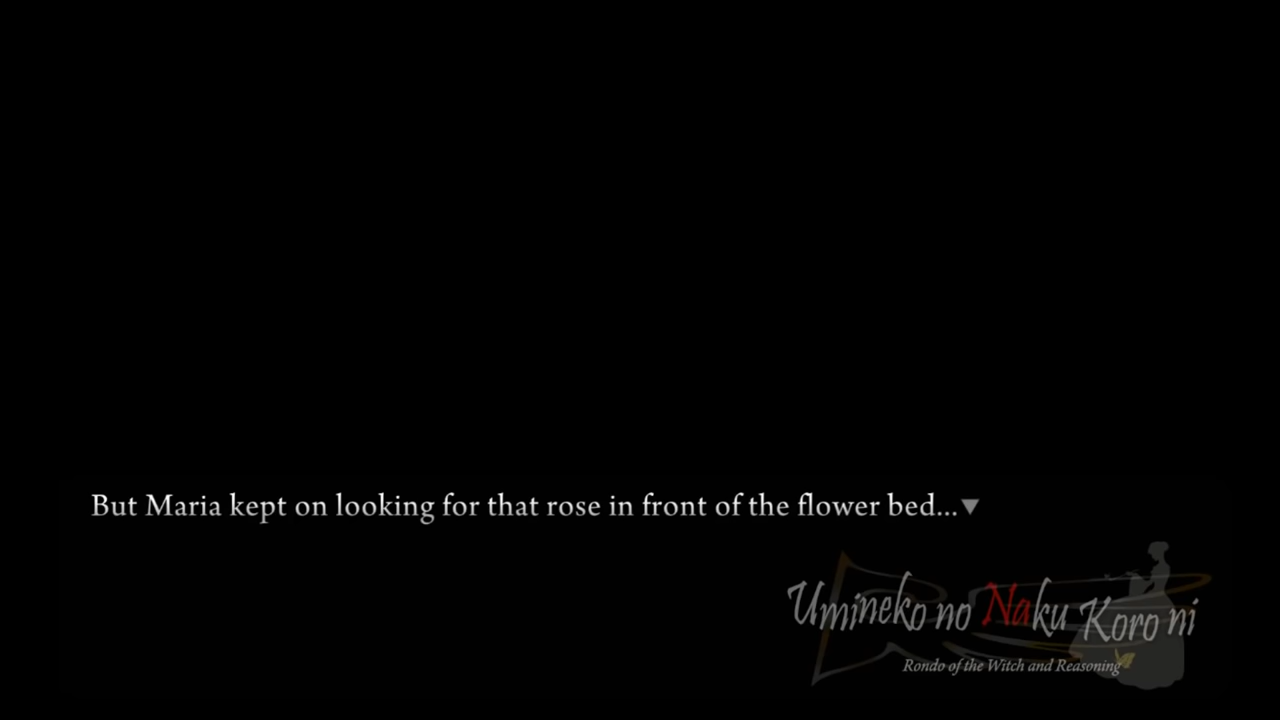 But Maria kept on looking for that rose in front of the flower bed...
Umineko no Naku Koro ni
Rondo of the Witch and Reasoning